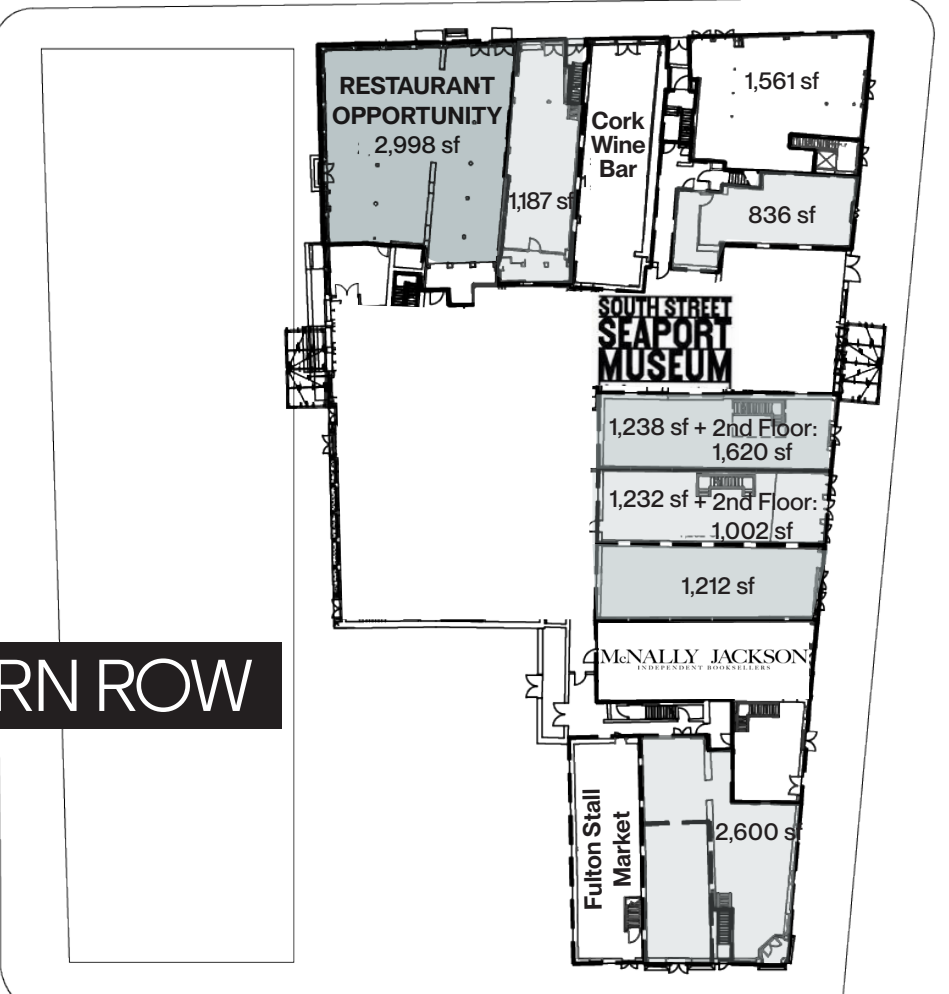 RESTAURANT
OPPORTUNITY
2,998 sf
1,187 sf
Cork
Wine
Bar
1,561 sf
836 sf
SOUTH STREET
SEAPORT
MUSEUM
1,238 sf + 2nd Floor:
1,620 sf
1,232 sf + 2nd Floor:
1,002 sf
1,212 sf
McNALLY JACKSON
INDEPENDENT BOOKSELLERS
RN ROW
Fulton Stall
Market
2,600 sf